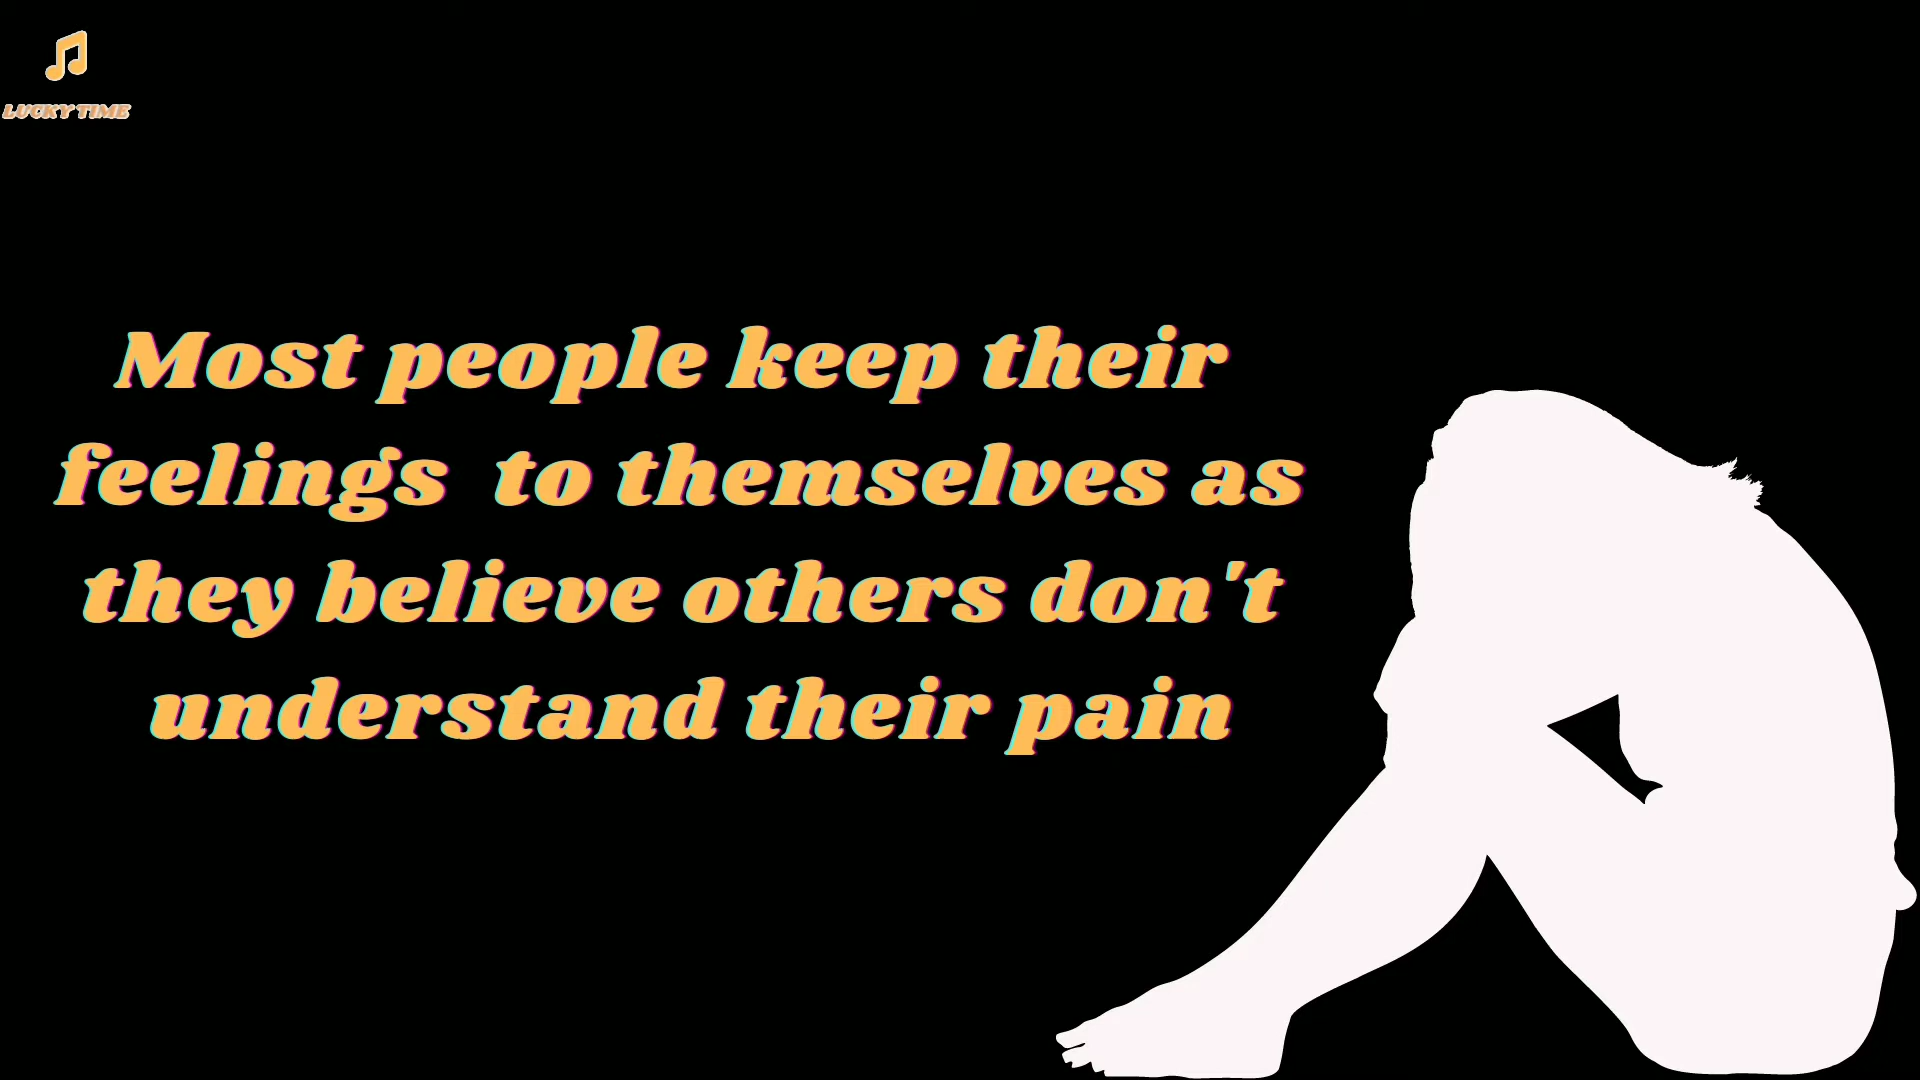 LUCKY TIME
Most people keep their
feelings to themselves as
they believe others don't
understand their pain